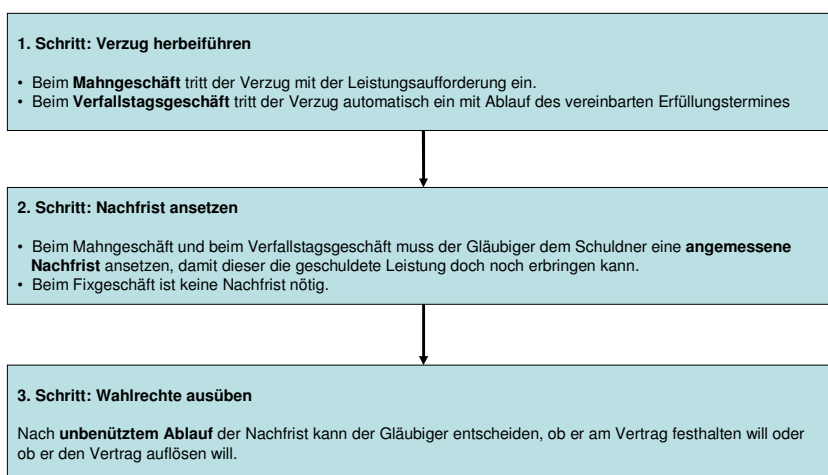 1. Schritt: Verzug herbeiführen
• Beim Mahngeschäft tritt der Verzug mit der Leistungsaufforderung ein.
• Beim Verfallstagsgeschäft tritt der Verzug automatisch ein mit Ablauf des vereinbarten Erfüllungstermines
2. Schritt: Nachfrist ansetzen
• Beim Mahngeschäft und beim Verfallstagsgeschäft muss der Gläubiger dem Schuldner eine angemessene
Nachfrist ansetzen, damit dieser die geschuldete Leistung doch noch erbringen kann.
• Beim Fixgeschäft ist keine Nachfrist nötig.
3. Schritt: Wahlrechte ausüben
Nach unbenütztem Ablauf der Nachfrist kann der Gläubiger entscheiden, ob er am Vertrag festhalten will oder
ob er den Vertrag auflösen will.